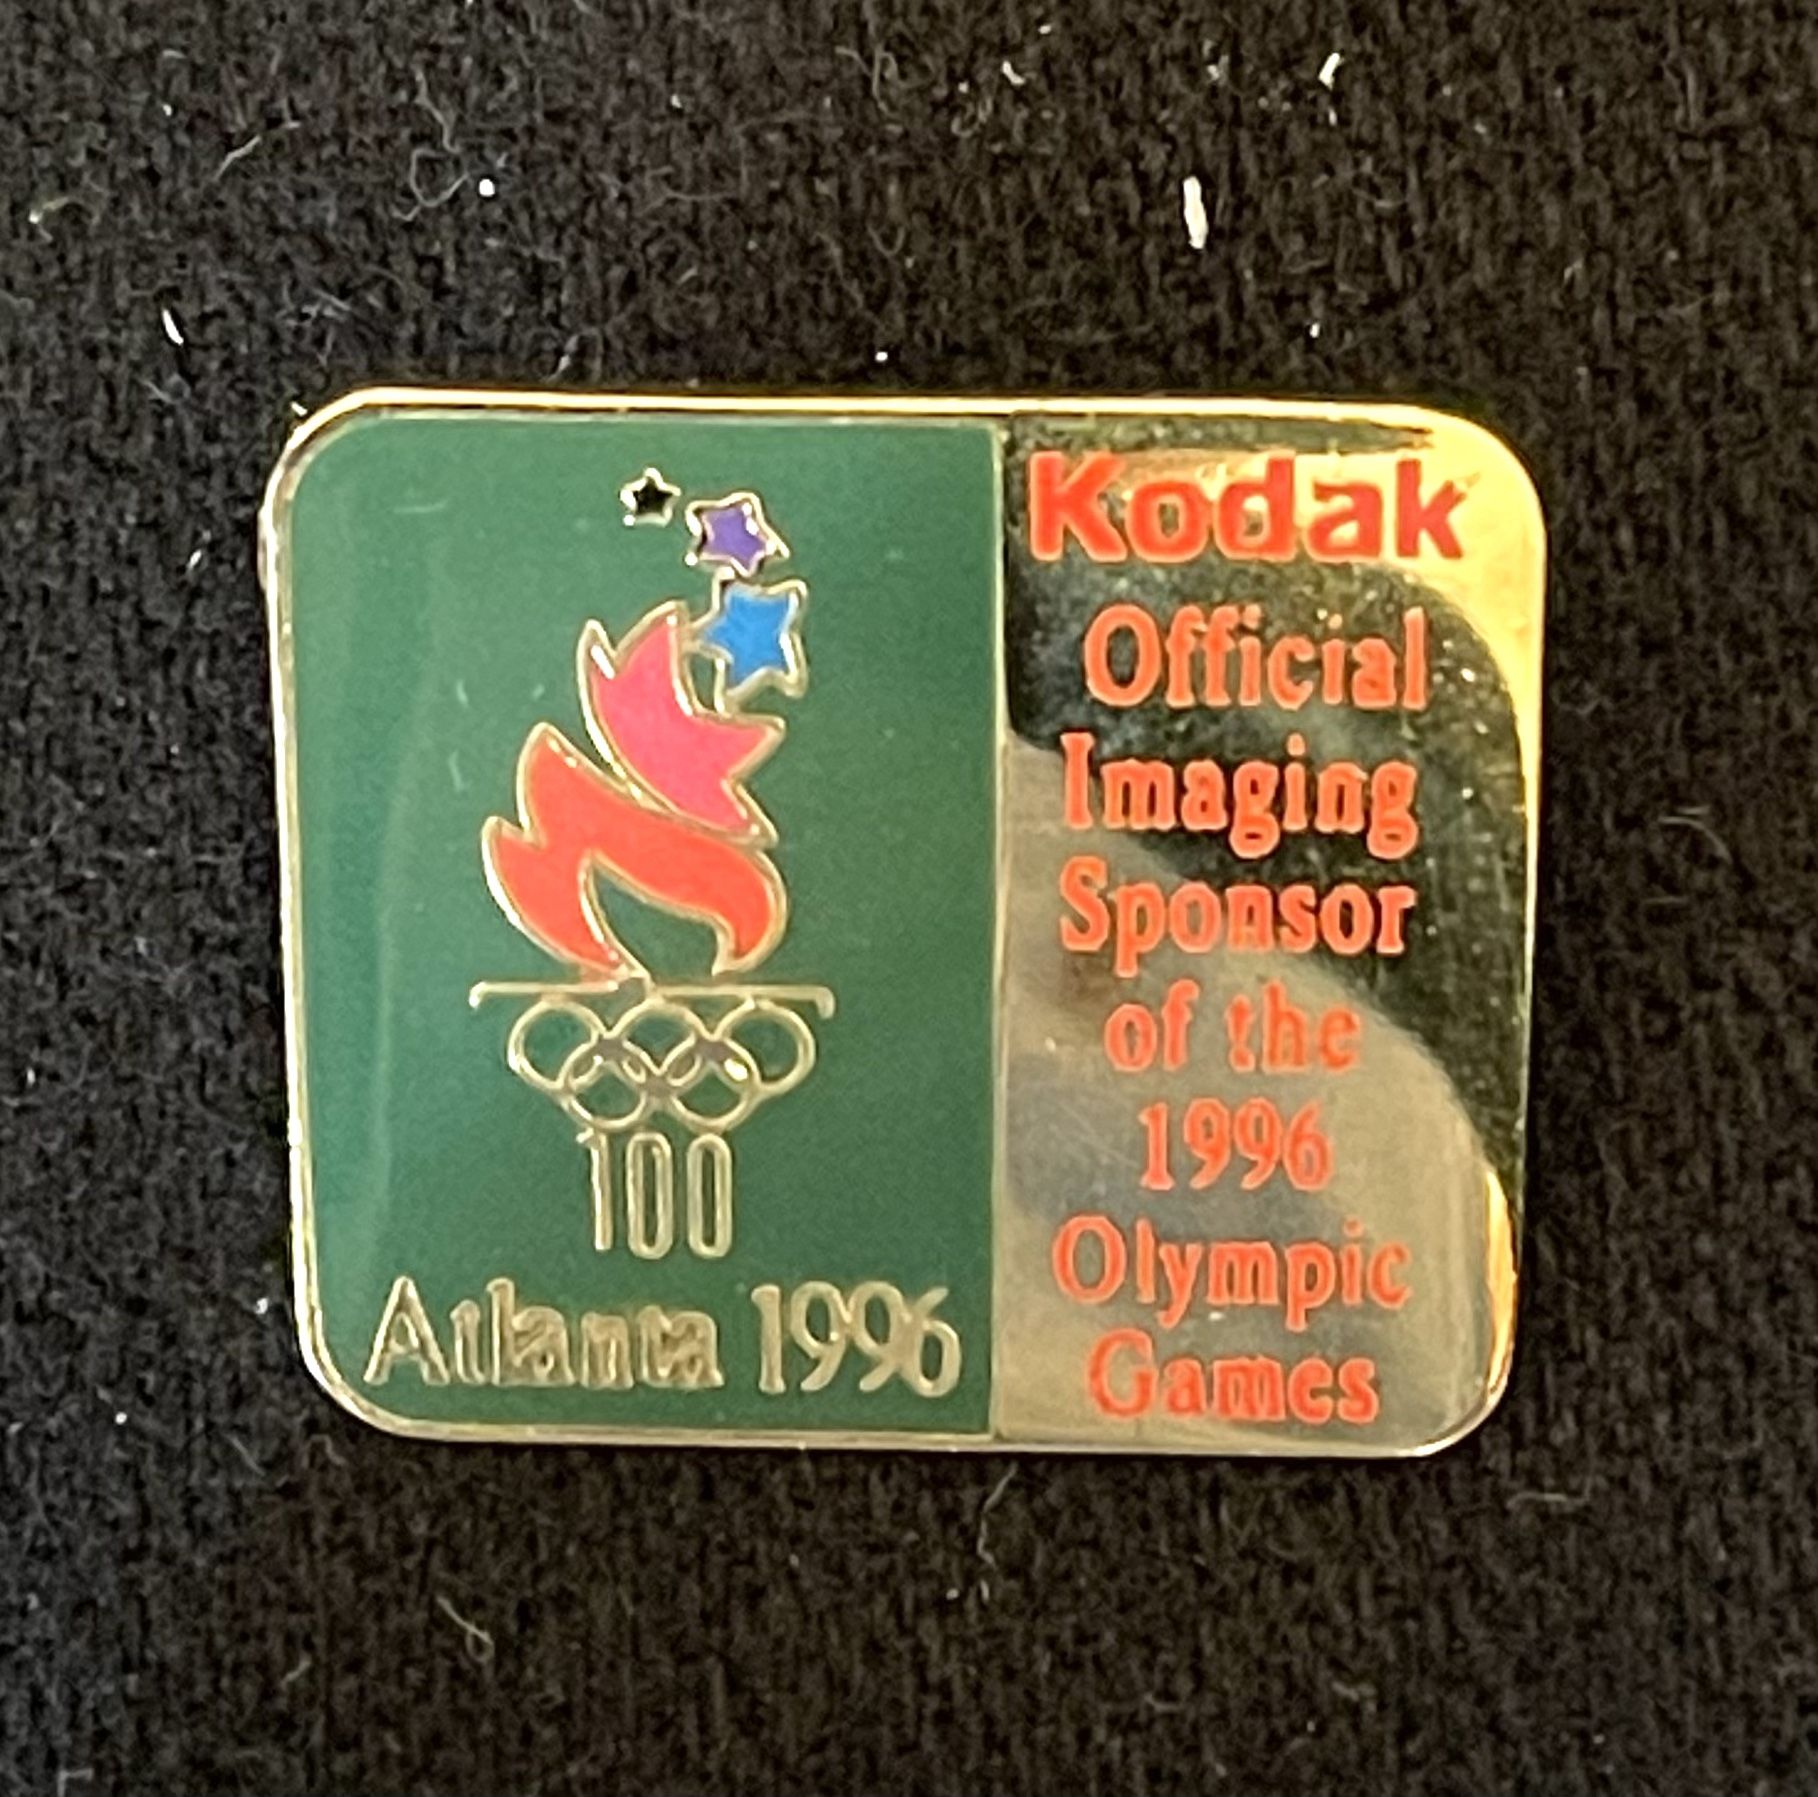 100
Atlanta 1996
Kodak
Official
Imaging
Sponsor
of the
1996
Olympic
Games